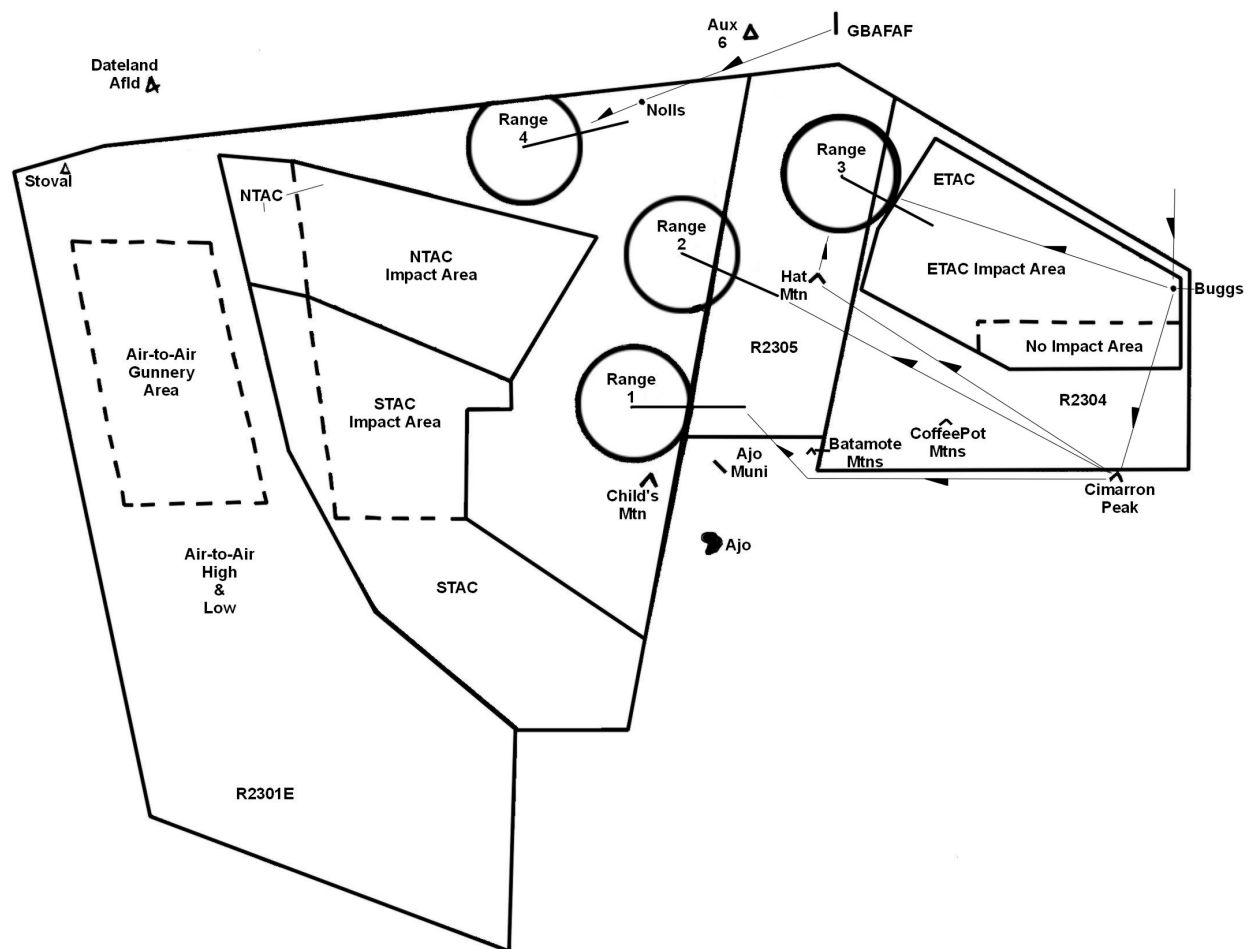 Aux
6
GBAFAF
Dateland
Afld
Nolls
Range
4
Range
3
ETAC
Stoval
NTAC
Range
2
NTAC
Impact Area
ETAC Impact Area
Hat
Mtn
Buggs
No Impact Area
R2305
Air-to-Air
Gunnery
Area
Range
1
STAC
Impact Area
R2304
CoffeePot
Mtns
Batamote
Mtns
Ajo
Muni
Child's
Mtn
Cimarron
Peak
Ajo
Air-to-Air
High
&
Low
STAC
R2301E